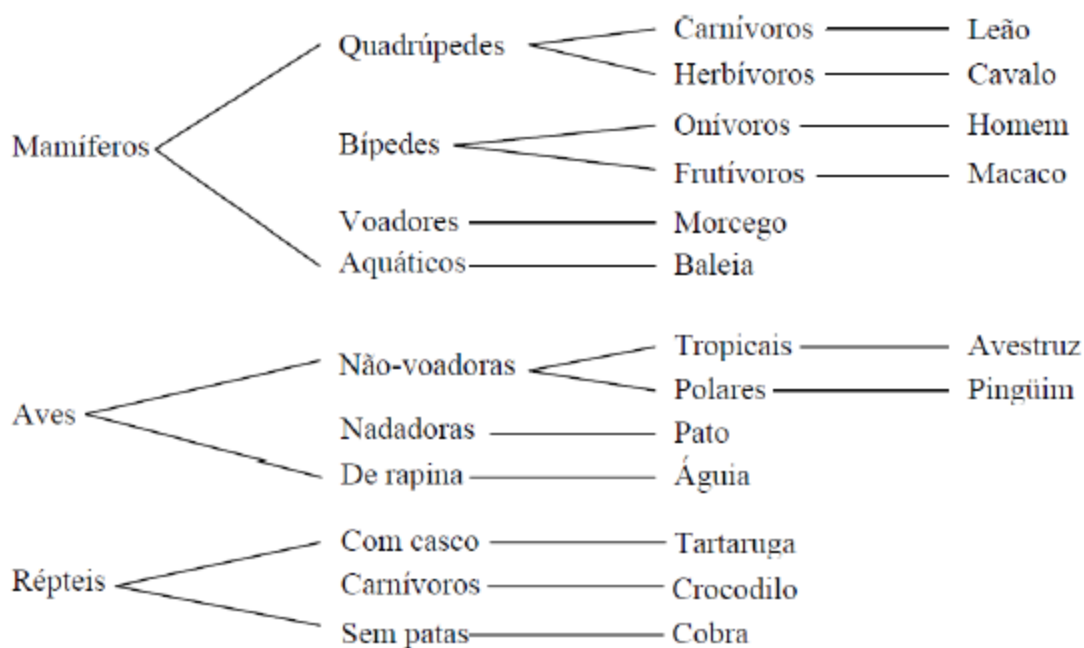 Quadrúpedes Carnívoros Leão
Herbívoros Cavalo
Mamíferos Bípedes Onívoros Homem
Frutívoros Macaco
Voadores Morcego
Aquáticos Baleia
Aves Não-voadoras Tropicais Avestruz
Polares Pingüim
Nadadoras Pato
De rapina Águia
Répteis Com casco Tartaruga
Carnívoros Crocodilo
Sem patas Cobra